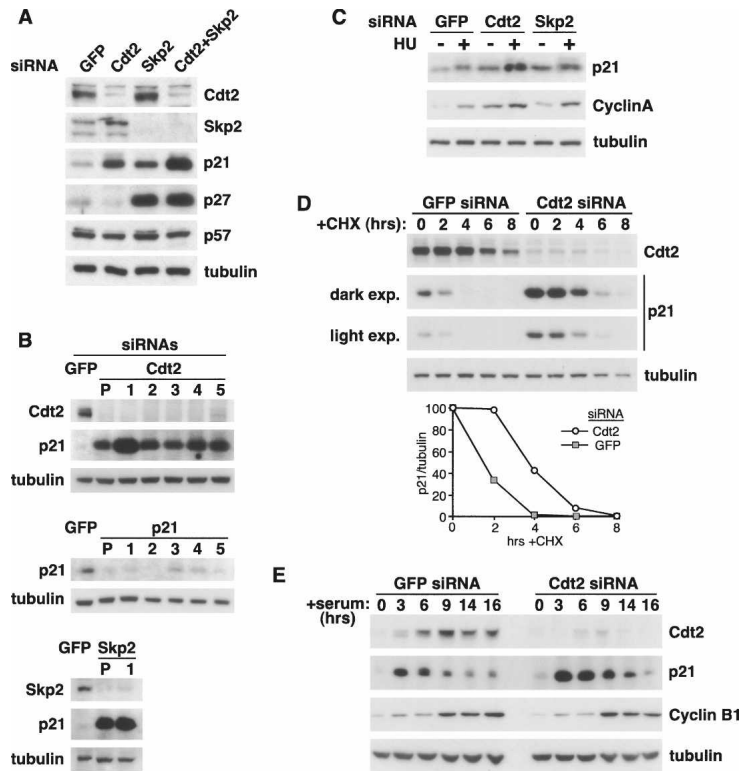 A
siRNA GFP Cdt2 Skp2 Cdt2+Skp2
Cdt2
Skp2
p21
p27
p57
tubulin
B
siRNAs
GFP Cdt2
P 1 2 3 4 5
Cdt2
p21
tubulin
GFP p21
P 1 2 3 4 5
p21
tubulin
GFP Skp2
P 1
Skp2
p21
tubulin
C
siRNA GFP Cdt2 Skp2
HU - + - + - +
p21
CyclinA
tubulin
D
GFP siRNA Cdt2 siRNA
+CHX (hrs): 0 2 4 6 8 0 2 4 6 8
Cdt2
dark exp.
p21
light exp.
tubulin
p21/tubulin
100
80
60
40
20
0
0 2 4 6 8
hrs +CHX
siRNA
Cdt2
GFP
E
GFP siRNA Cdt2 siRNA
+serum: 0 3 6 9 14 16 0 3 6 9 14 16
(hrs)
Cdt2
p21
Cyclin B1
tubulin